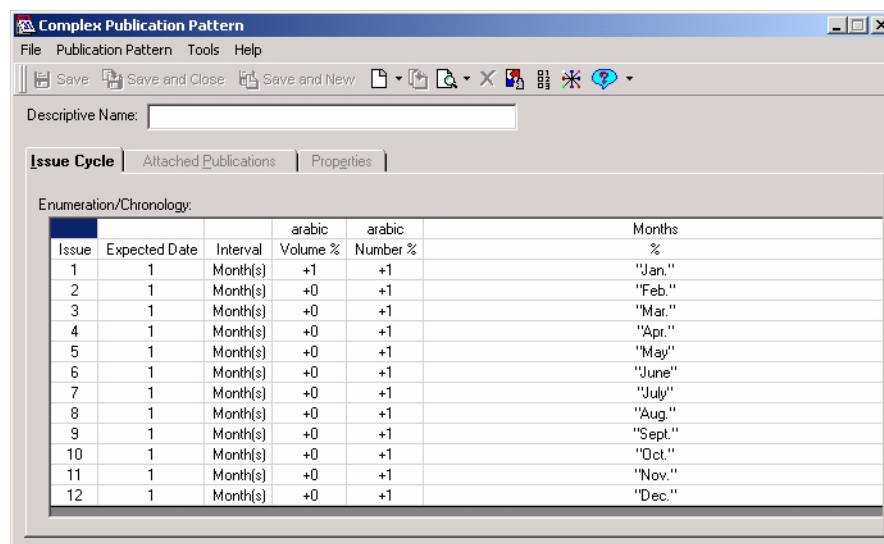 Complex Publication Pattern
File Publication Pattern Tools Help
Save Save and Close Save and New
Descriptive Name:
Issue Cycle Attached Publications Properties
Enumeration/Chronology:
arabic arabic Months
Issue Expected Date Interval Volume % Number % %
1 1 Month(s) +1 +1 "Jan."
2 1 Month(s) +0 +1 "Feb."
3 1 Month(s) +0 +1 "Mar."
4 1 Month(s) +0 +1 "Apr."
5 1 Month(s) +0 +1 "May"
6 1 Month(s) +0 +1 "June"
7 1 Month(s) +0 +1 "July"
8 1 Month(s) +0 +1 "Aug."
9 1 Month(s) +0 +1 "Sept."
10 1 Month(s) +0 +1 "Oct."
11 1 Month(s) +0 +1 "Nov."
12 1 Month(s) +0 +1 "Dec."